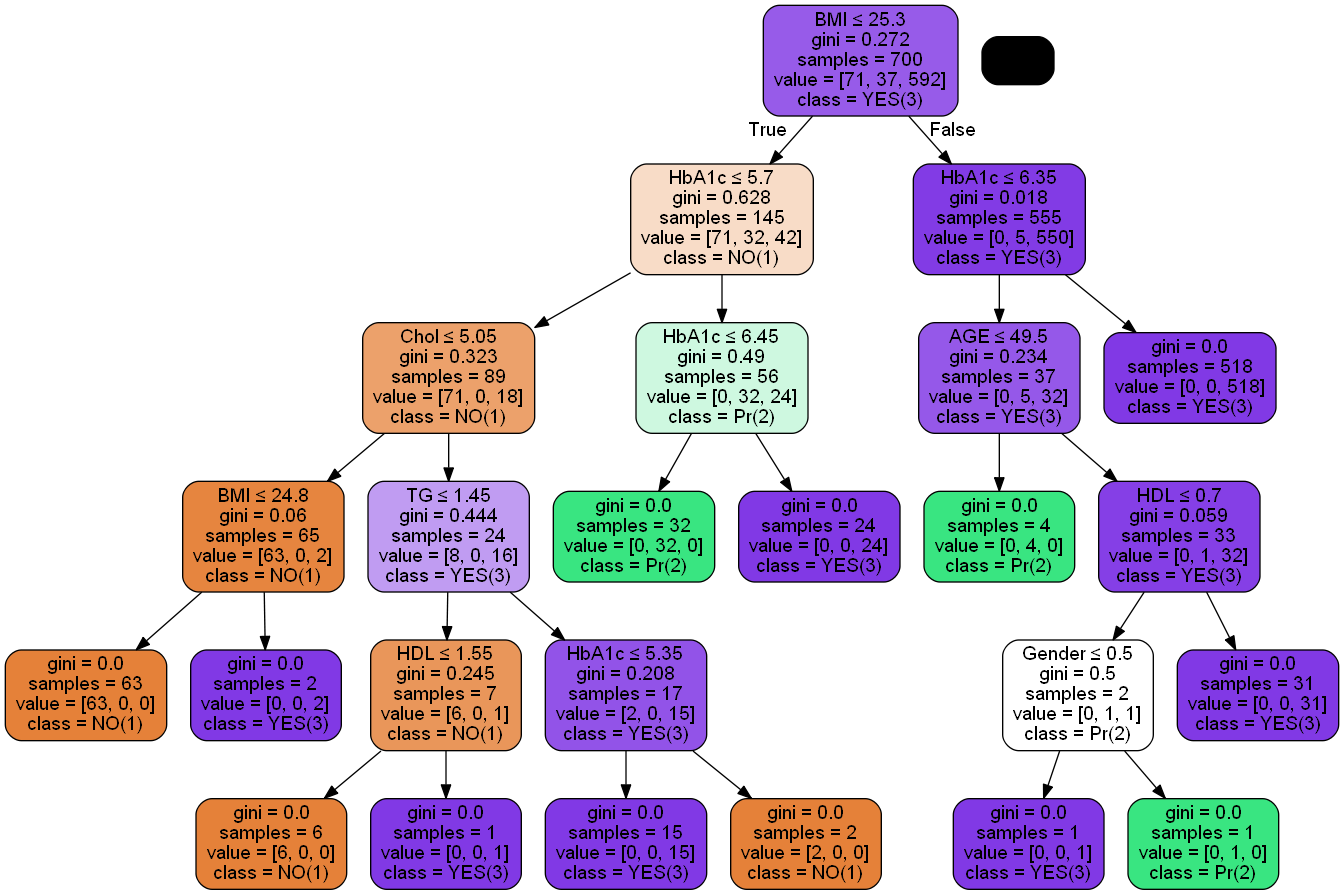 BMI ≤ 25.3
gini = 0.272
samples = 700
value = [71, 37, 592]
class = YES(3)
True
False
HbA1c ≤ 5.7
gini = 0.628
samples = 145
value = [71, 32, 42]
class = NO(1)
HbA1c ≤ 6.35
gini = 0.018
samples = 555
value = [0, 5, 550]
class = YES(3)
Chol ≤ 5.05
gini = 0.323
samples = 89
value = [71, 0, 18]
class = NO(1)
HbA1c ≤ 6.45
gini = 0.49
samples = 56
value = [0, 32, 24]
class = Pr(2)
AGE ≤ 49.5
gini = 0.234
samples = 37
value = [0, 5, 32]
class = YES(3)
gini = 0.0
samples = 518
value = [0, 0, 518]
class = YES(3)
BMI ≤ 24.8
gini = 0.06
samples = 65
value = [63, 0, 2]
class = NO(1)
TG ≤ 1.45
gini = 0.444
samples = 24
value = [8, 0, 16]
class = YES(3)
gini = 0.0
samples = 32
value = [0, 32, 0]
class = Pr(2)
gini = 0.0
samples = 24
value = [0, 0, 24]
class = YES(3)
gini = 0.0
samples = 4
value = [0, 4, 0]
class = Pr(2)
HDL ≤ 0.7
gini = 0.059
samples = 33
value = [0, 1, 32]
class = YES(3)
gini = 0.0
samples = 63
value = [63, 0, 0]
class = NO(1)
gini = 0.0
samples = 2
value = [0, 0, 2]
class = YES(3)
HDL ≤ 1.55
gini = 0.245
samples = 7
value = [6, 0, 1]
class = NO(1)
HbA1c ≤ 5.35
gini = 0.208
samples = 17
value = [2, 0, 15]
class = YES(3)
Gender ≤ 0.5
gini = 0.5
samples = 2
value = [0, 1, 1]
class = Pr(2)
gini = 0.0
samples = 31
value = [0, 0, 31]
class = YES(3)
gini = 0.0
samples = 6
value = [6, 0, 0]
class = NO(1)
gini = 0.0
samples = 1
value = [0, 0, 1]
class = YES(3)
gini = 0.0
samples = 15
value = [0, 0, 15]
class = YES(3)
gini = 0.0
samples = 2
value = [2, 0, 0]
class = NO(1)
gini = 0.0
samples = 1
value = [0, 0, 1]
class = YES(3)
gini = 0.0
samples = 1
value = [0, 1, 0]
class = Pr(2)